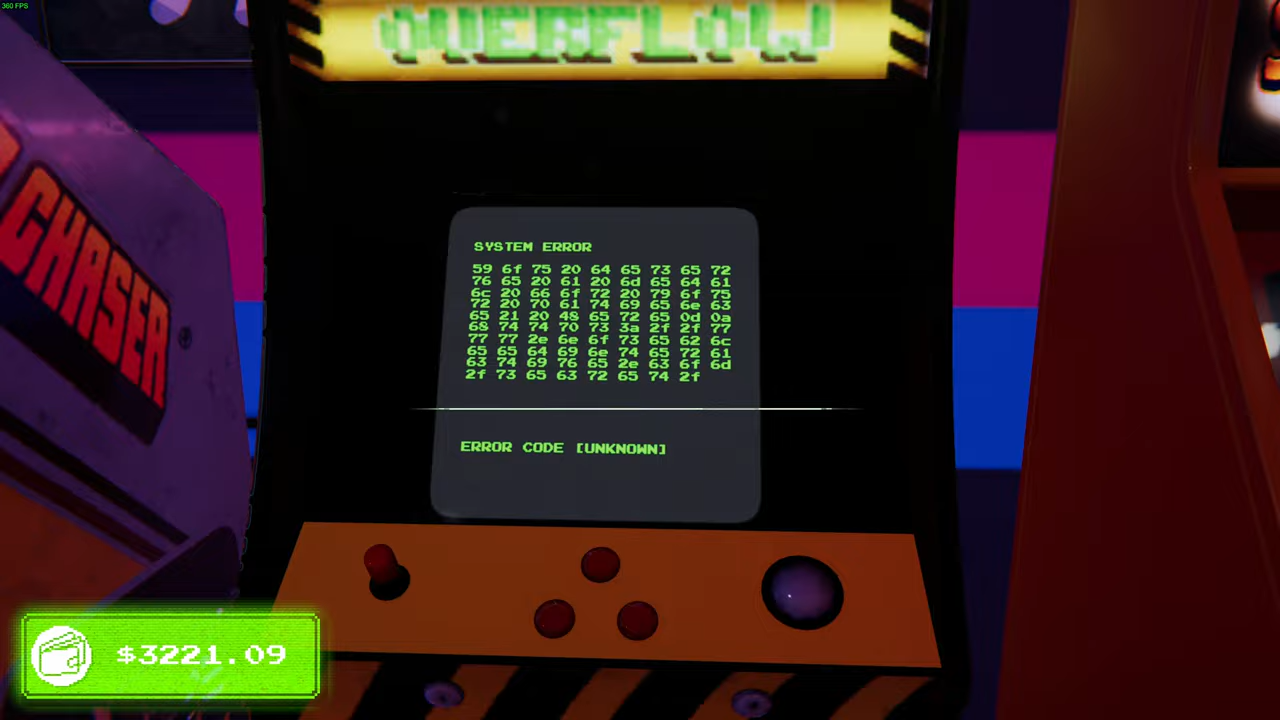 360 FPS
OVERFLOW
CHASER
SYSTEM ERROR
59 6f 75 20 64 65 73 65 72
76 65 20 61 20 6d 65 64 61
6c 20 66 6f 72 20 79 6f 75
72 20 70 61 74 69 65 6e 63
65 21 20 48 65 72 65 0d 0a
68 74 74 70 73 3a 2f 2f 77
77 77 2e 6e 6f 73 65 62 6c
65 65 64 69 6e 74 65 72 61
63 74 69 76 65 2e 63 6f 6d
2f 73 65 63 72 65 74 2f
ERROR CODE [UNKNOWN]
$3221.09